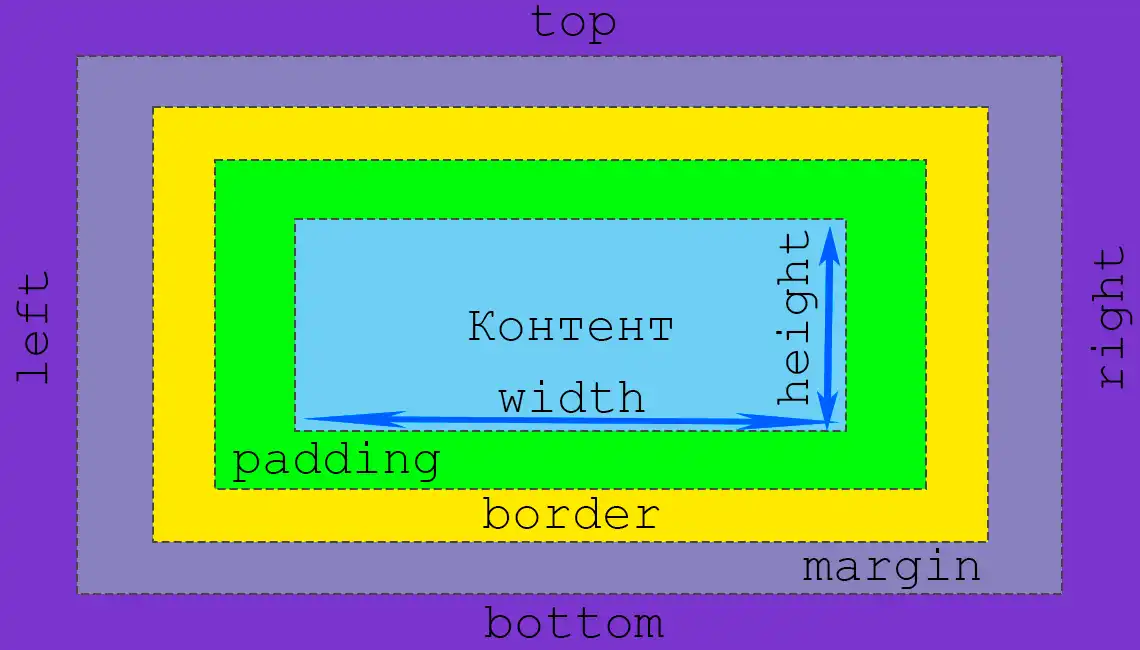 top
left
right
height
Контент
width
padding
border
margin
bottom